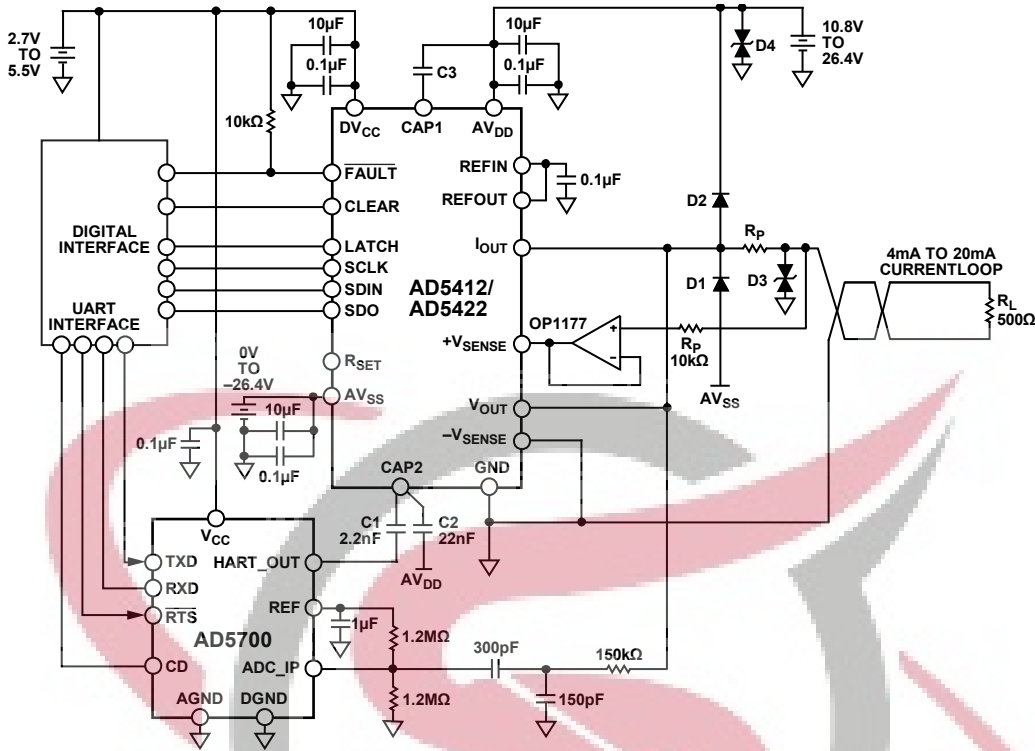 2.7V
TO
5.5V
10µF
0.1µF
C3
10µF
0.1µF
D4
10.8V
TO
26.4V
10kΩ
DVCC
CAP1
AVDD
FAULT
REFIN
0.1µF
CLEAR
REFOUT
D2
DIGITAL
INTERFACE
LATCH
IOUT
RP
4mA TO 20mA
CURRENTLOOP
SCLK
SDIN
AD5412/
AD5422
D1
D3
RL
500Ω
SDO
UART
INTERFACE
OP1177
+
–
+VSENSE
RP
10kΩ
0V
TO
–26.4V
RSET
AVSS
AVSS
10µF
VOUT
0.1µF
–VSENSE
0.1µF
CAP2
GND
C1
2.2nF
C2
22nF
VCC
AVDD
TXD
HART_OUT
RXD
REF
1µF
RTS
AD5700
1.2MΩ
300pF
150kΩ
CD
ADC_IP
1.2MΩ
150pF
AGND
DGND